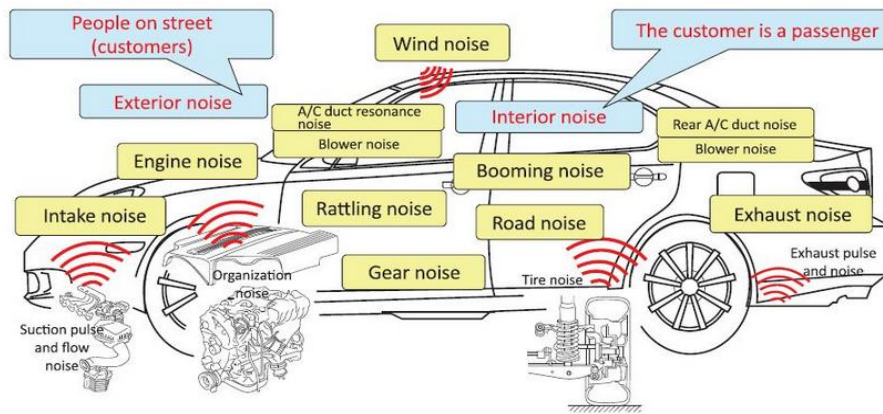 People on street
(customers)
The customer is a passenger
Wind noise
Exterior noise
Interior noise
A/C duct resonance
noise
Blower noise
Rear A/C duct noise
Blower noise
Engine noise
Booming noise
Intake noise
Rattling noise
Road noise
Exhaust noise
Gear noise
Organization
noise
Tire noise
Exhaust pulse
and noise
Suction pulse
and flow
noise